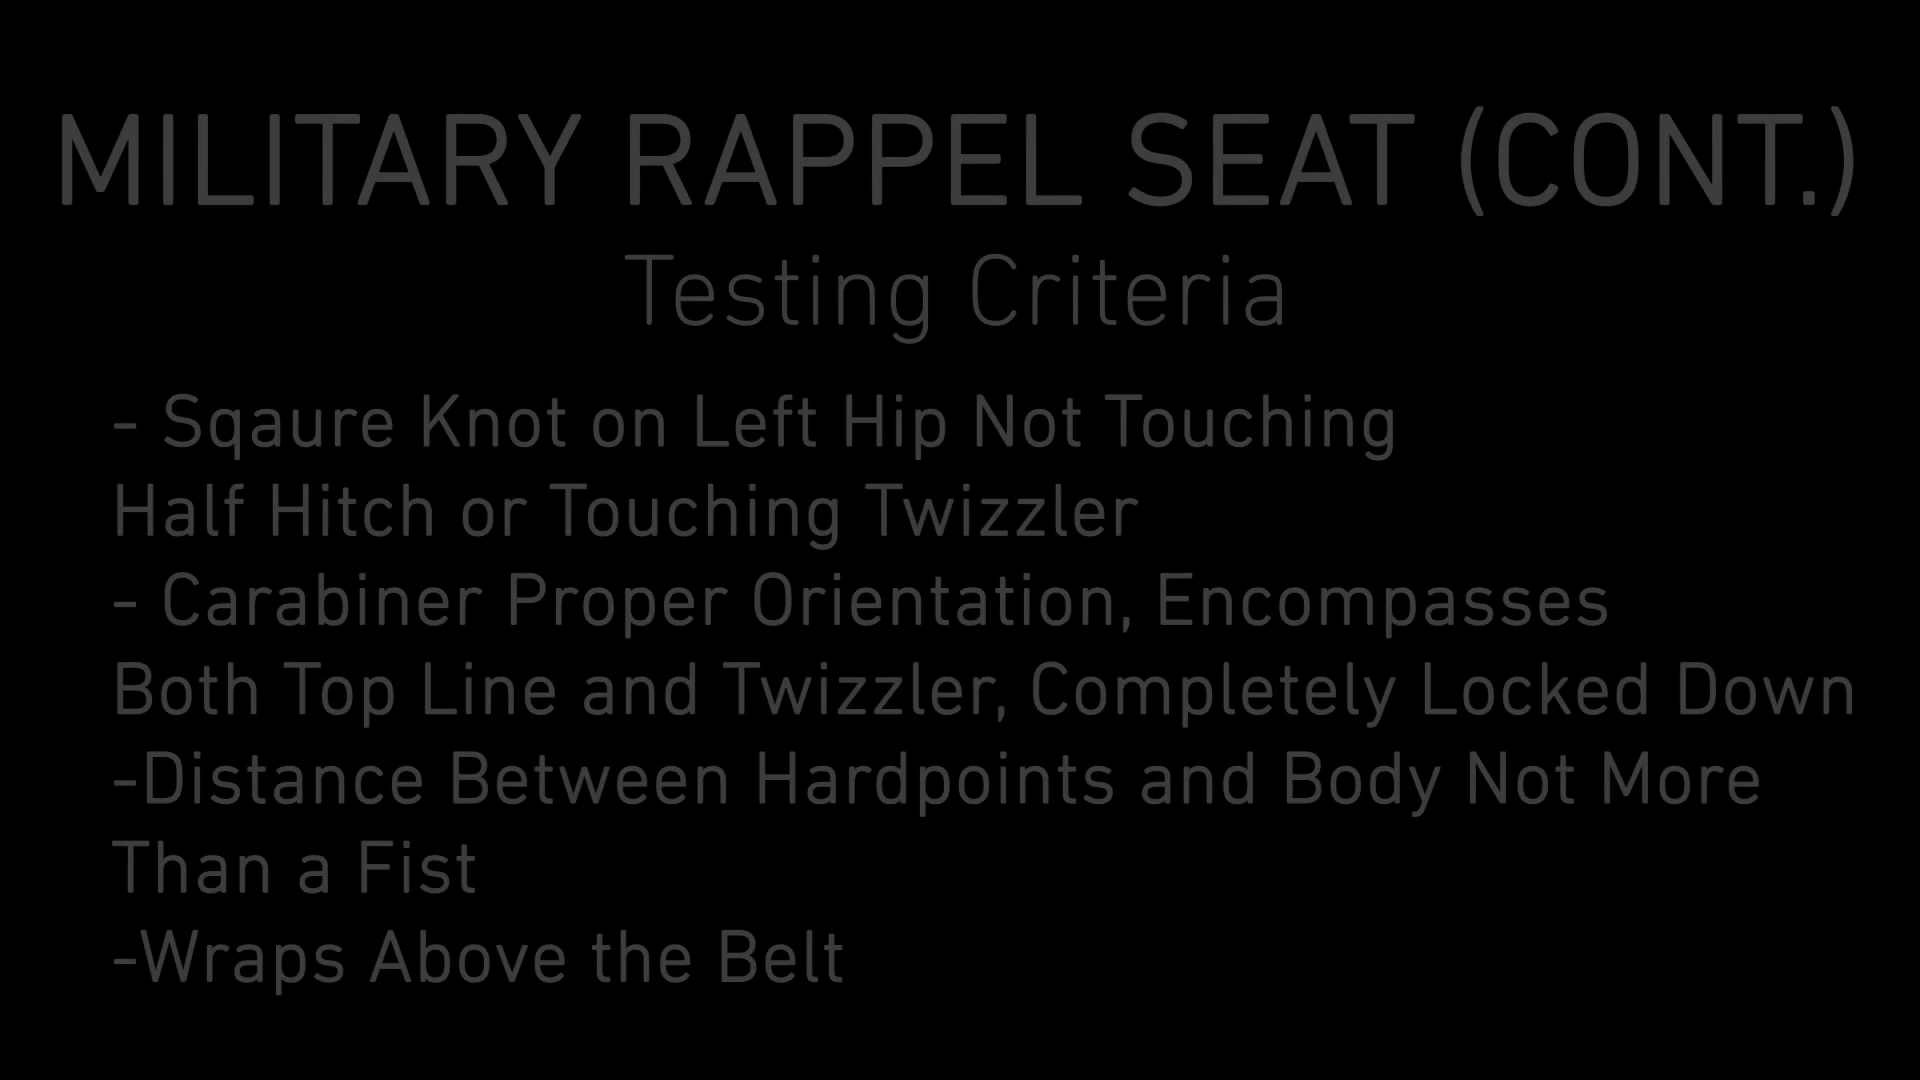 MILITARY RAPPEL SEAT (CONT.)
Testing Criteria
- Sqaure Knot on Left Hip Not Touching
Half Hitch or Touching Twizzler
- Carabiner Proper Orientation, Encompasses
Both Top Line and Twizzler, Completely Locked Down
-Distance Between Hardpoints and Body Not More
Than a Fist
-Wraps Above the Belt